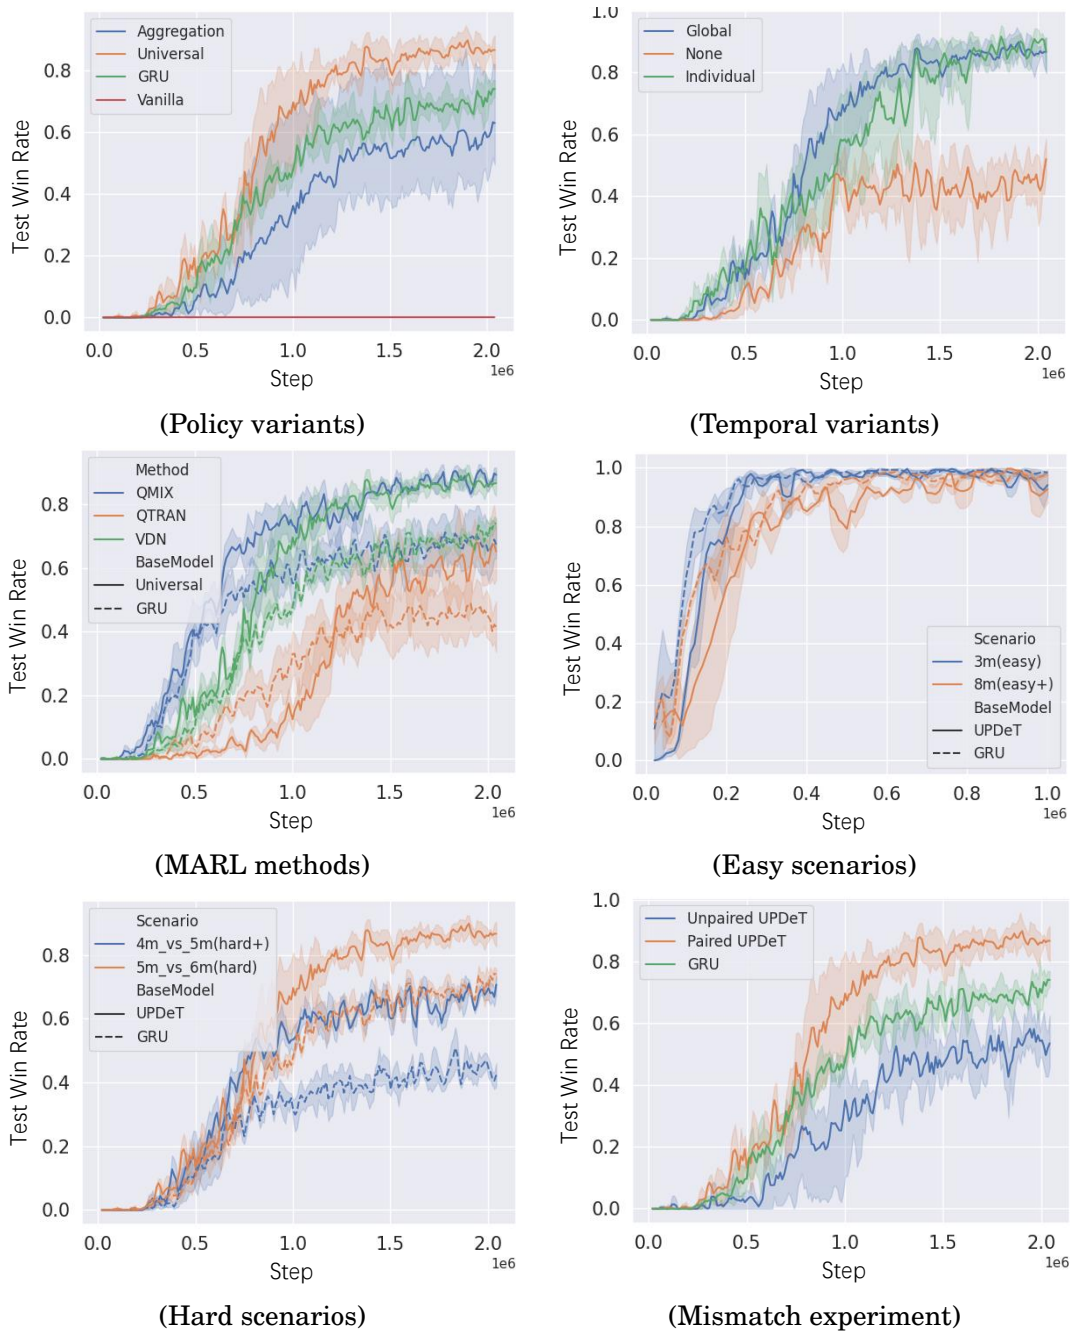 Aggregation
Universal
GRU
Vanilla
0.8
0.6
0.4
0.2
0.0
Test Win Rate
0.0 0.5 1.0 1.5 2.0
1e6
Step
(Policy variants)
Global
None
Individual
1.0
0.8
0.6
0.4
0.2
0.0
Test Win Rate
0.0 0.5 1.0 1.5 2.0
1e6
Step
(Temporal variants)
Method
QMIX
QTRAN
VDN
BaseModel
Universal
GRU
0.8
0.6
0.4
0.2
0.0
Test Win Rate
0.0 0.5 1.0 1.5 2.0
1e6
Step
(MARL methods)
1.0
0.8
0.6
0.4
0.2
0.0
Test Win Rate
Scenario
3m(easy)
8m(easy+)
BaseModel
UPDeT
GRU
0.0 0.2 0.4 0.6 0.8 1.0
1e6
Step
(Easy scenarios)
Scenario
4m_vs_5m(hard+)
5m_vs_6m(hard)
BaseModel
UPDeT
GRU
0.8
0.6
0.4
0.2
0.0
Test Win Rate
0.0 0.5 1.0 1.5 2.0
1e6
Step
(Hard scenarios)
Unpaired UPDeT
Paired UPDeT
GRU
1.0
0.8
0.6
0.4
0.2
0.0
Test Win Rate
0.0 0.5 1.0 1.5 2.0
1e6
Step
(Mismatch experiment)